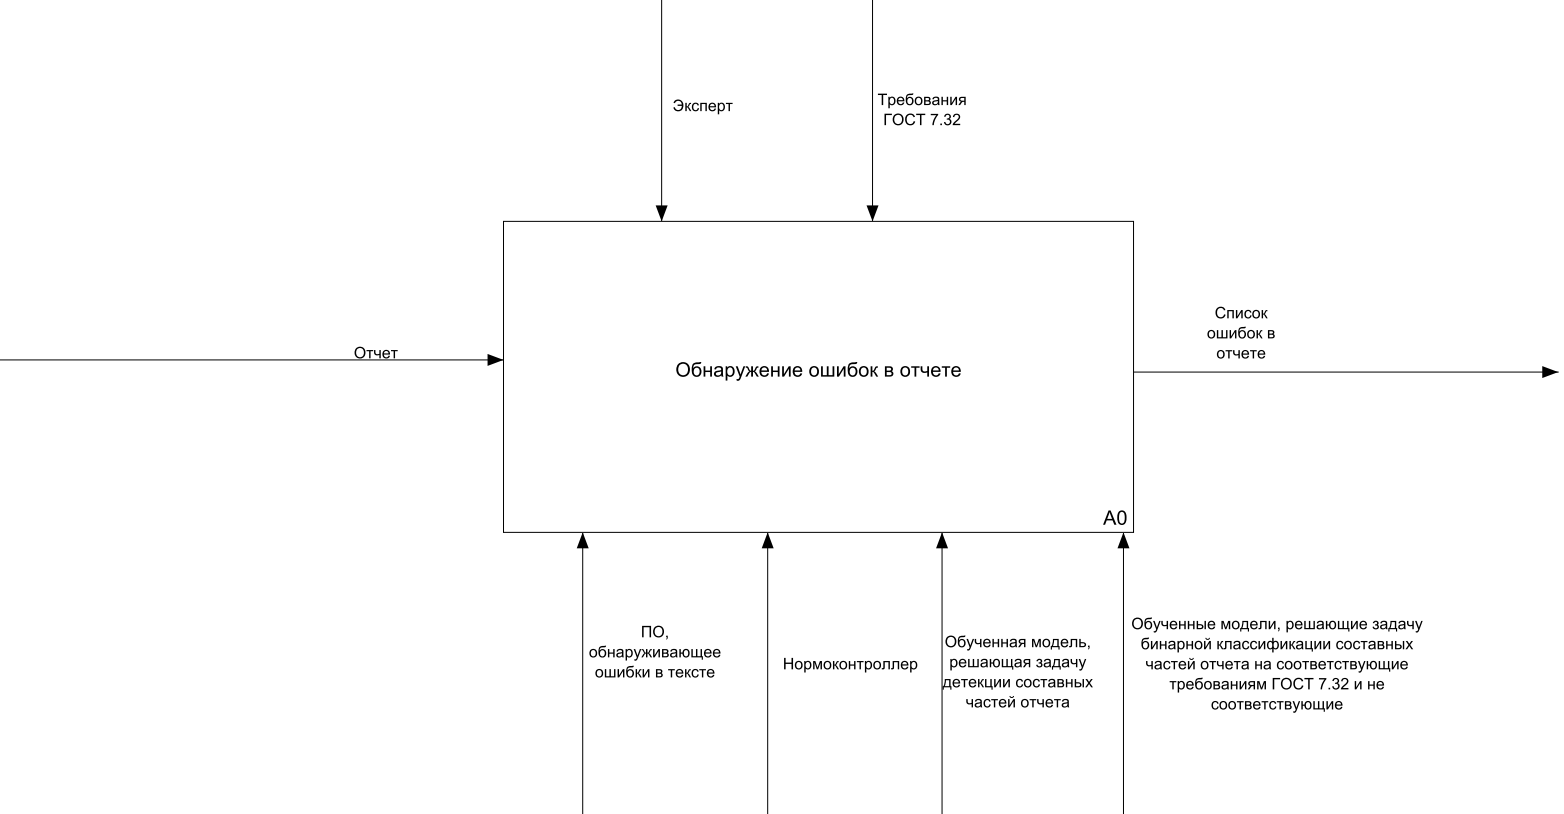 Эксперт
Требования
ГОСТ 7.32
Отчет
Обнаружение ошибок в отчете
Список
ошибок в
отчете
A0
ПО,
обнаруживающее
ошибки в тексте
Нормоконтроллер
Обученная модель,
решающая задачу
детекции составных
частей отчета
Обученные модели, решающие задачу
бинарной классификации составных
частей отчета на соответствующие
требованиям ГОСТ 7.32 и не
соответствующие